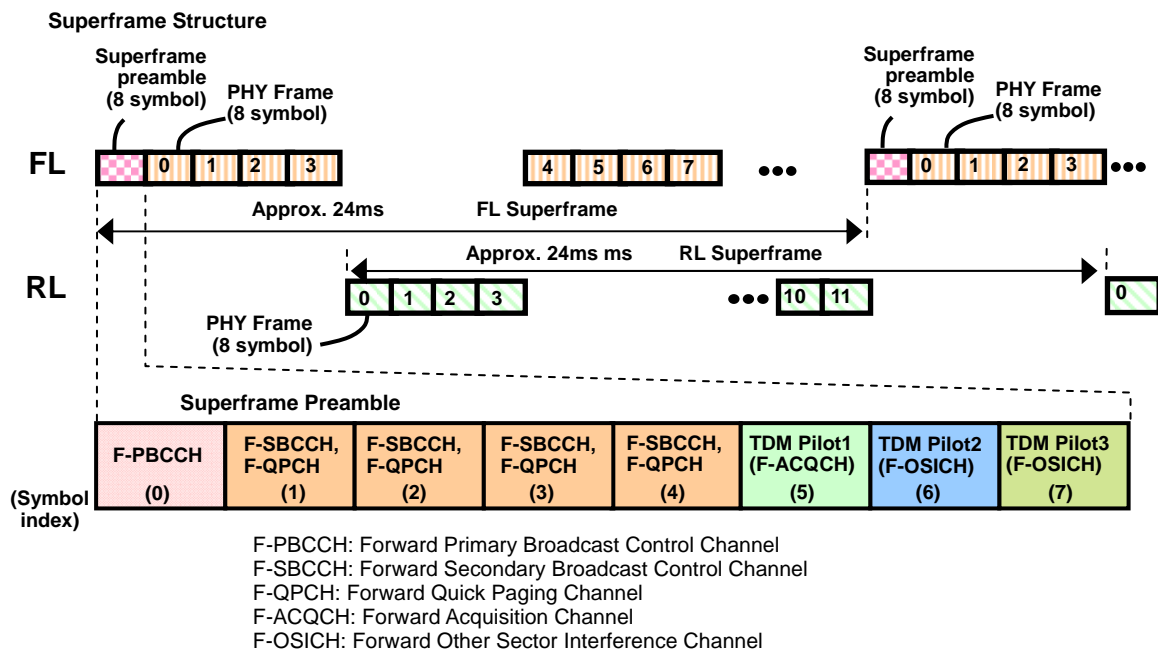 Superframe Structure
Superframe
preamble
(8 symbol)
PHY Frame
(8 symbol)
Superframe
preamble
(8 symbol)
PHY Frame
(8 symbol)
FL
0 1 2 3
4 5 6 7
•••
0 1 2 3
•••
Approx. 24ms FL Superframe
Approx. 24ms ms RL Superframe
RL
0 1 2 3
•••
10 11
0
PHY Frame
(8 symbol)
Superframe Preamble
F-PBCCH
(0)
F-SBCCH,
F-QPCH
(1)
F-SBCCH,
F-QPCH
(2)
F-SBCCH,
F-QPCH
(3)
F-SBCCH,
F-QPCH
(4)
TDM Pilot1
(F-ACQCH)
(5)
TDM Pilot2
(F-OSICH)
(6)
TDM Pilot3
(F-OSICH)
(7)
(Symbol
index)
F-PBCCH: Forward Primary Broadcast Control Channel
F-SBCCH: Forward Secondary Broadcast Control Channel
F-QPCH: Forward Quick Paging Channel
F-ACQCH: Forward Acquisition Channel
F-OSICH: Forward Other Sector Interference Channel